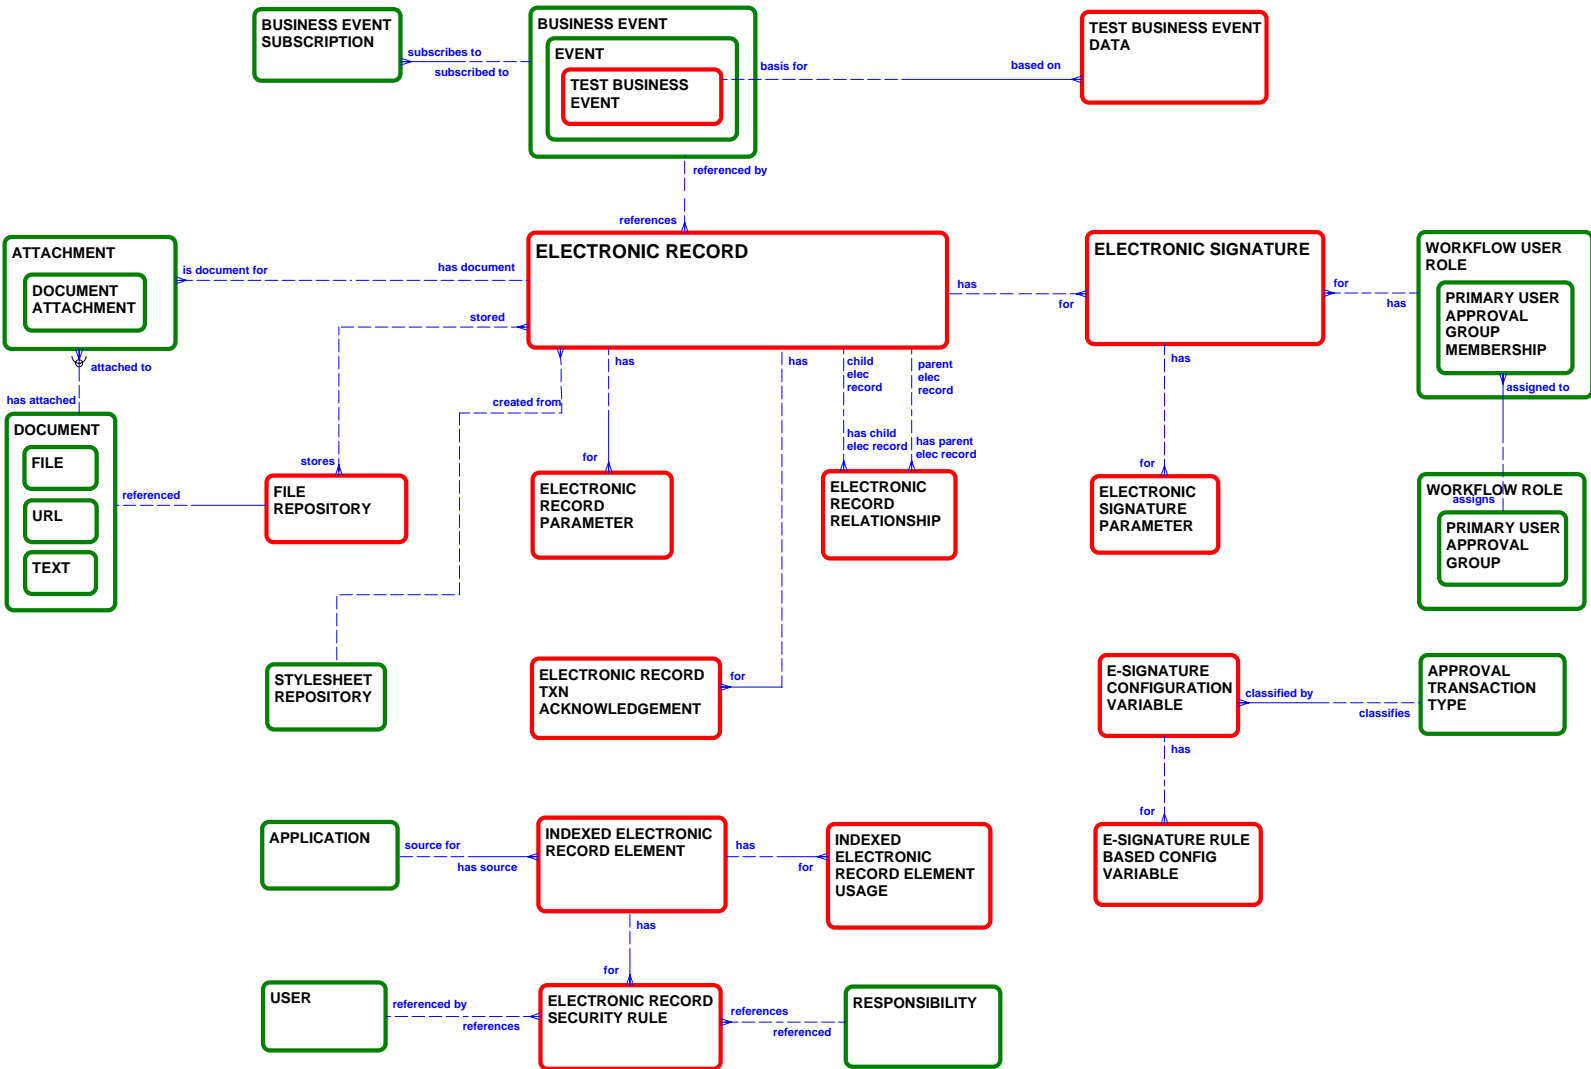 BUSINESS EVENT
SUBSCRIPTION
subscribes to
subscribed to
BUSINESS EVENT
EVENT
TEST BUSINESS
EVENT
basis for
based on
TEST BUSINESS EVENT
DATA
referenced by
references
ATTACHMENT
DOCUMENT
ATTACHMENT
is document for
has document
ELECTRONIC RECORD
has
for
ELECTRONIC SIGNATURE
for
has
WORKFLOW USER
ROLE
PRIMARY USER
APPROVAL
GROUP
MEMBERSHIP
stored
attached to
has attached
created from
has
has
child
elec
record
parent
elec
record
has
assigned to
DOCUMENT
FILE
URL
TEXT
referenced
stores
FILE
REPOSITORY
for
ELECTRONIC
RECORD
PARAMETER
has child
elec record
has parent
elec record
ELECTRONIC
RECORD
RELATIONSHIP
for
ELECTRONIC
SIGNATURE
PARAMETER
WORKFLOW ROLE
assigns
PRIMARY USER
APPROVAL
GROUP
STYLESHEET
REPOSITORY
ELECTRONIC RECORD
TXN
ACKNOWLEDGEMENT
for
E-SIGNATURE
CONFIGURATION
VARIABLE
classified by
classifies
APPROVAL
TRANSACTION
TYPE
has
for
E-SIGNATURE RULE
BASED CONFIG
VARIABLE
APPLICATION
source for
has source
INDEXED ELECTRONIC
RECORD ELEMENT
has
for
INDEXED
ELECTRONIC
RECORD ELEMENT
USAGE
has
for
USER
referenced by
references
ELECTRONIC RECORD
SECURITY RULE
references
referenced
RESPONSIBILITY